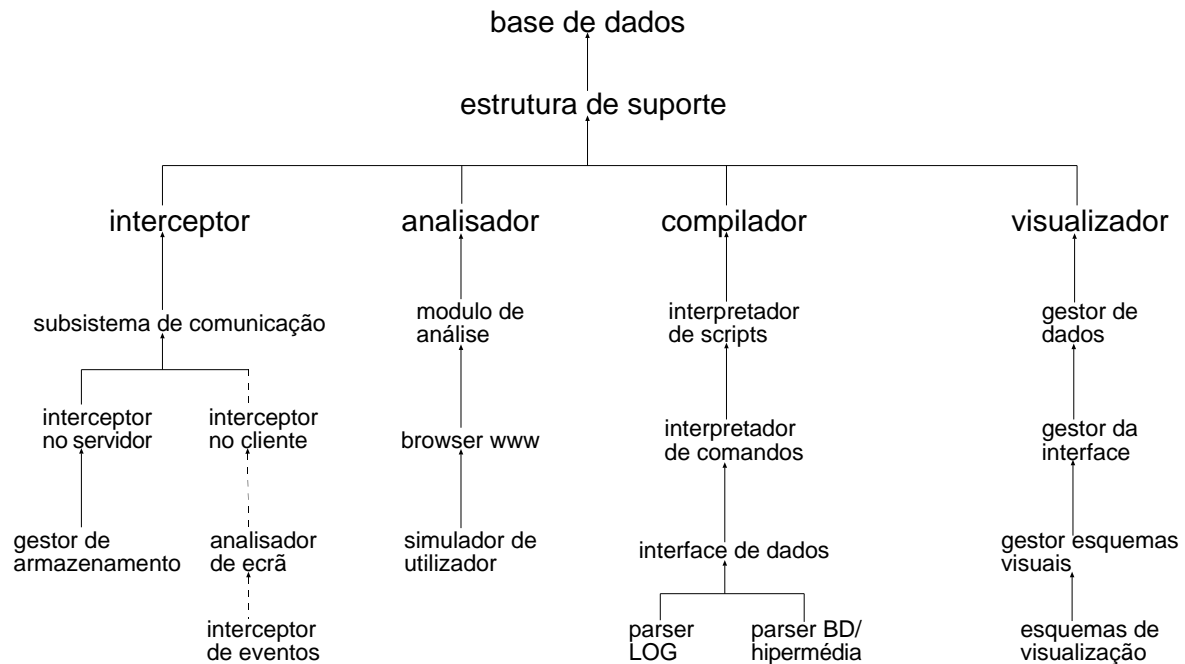 base de dados
estrutura de suporte
interceptor
analisador
compilador
visualizador
subsistema de comunicação
modulo de
análise
interpretador
de scripts
gestor de
dados
interceptor
no servidor
interceptor
no cliente
browser www
interpretador
de comandos
gestor da
interface
gestor de
armazenamento
analisador
de ecrã
simulador de
utilizador
interface de dados
gestor esquemas
visuais
interceptor
de eventos
parser
LOG
parser BD/
hipermédia
esquemas de
visualização